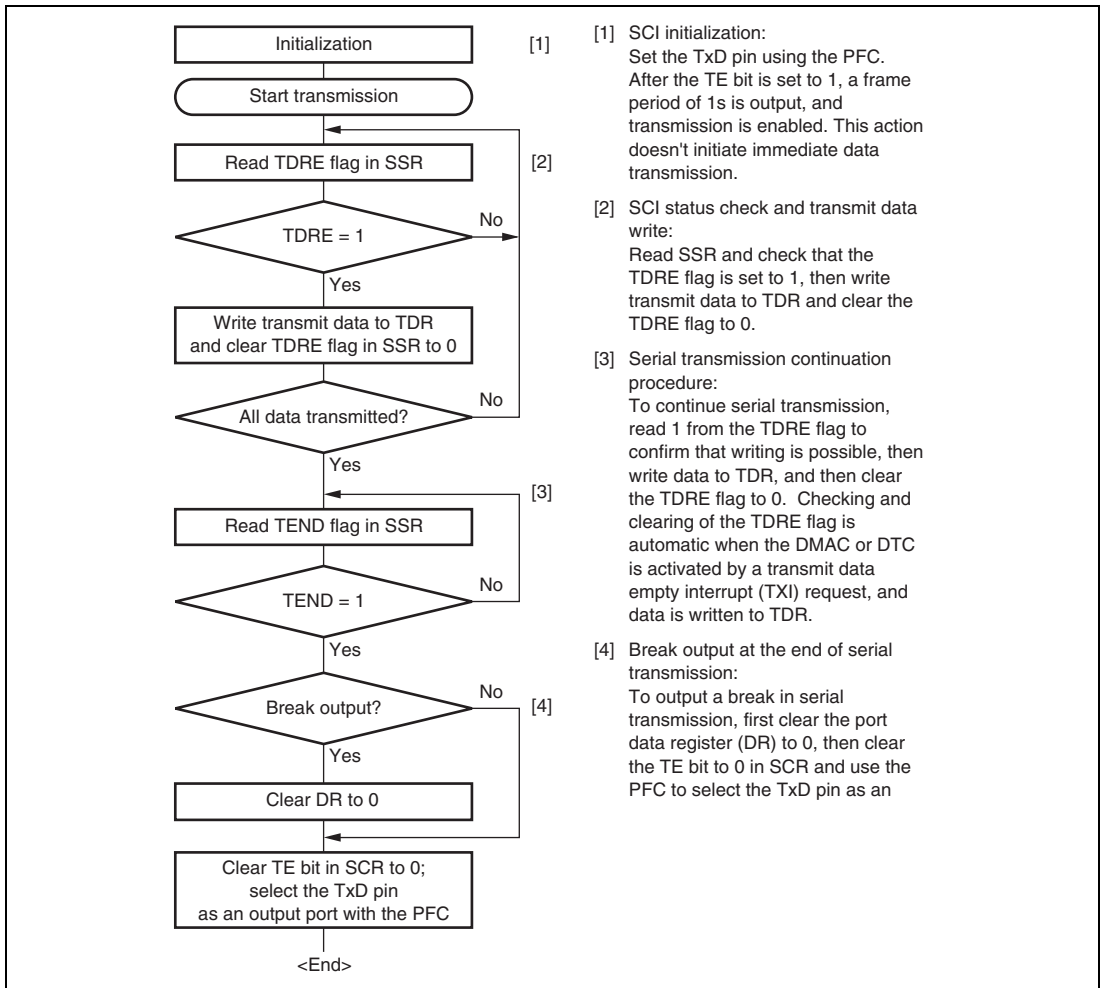 Initialization
[1]
Start transmission
Read TDRE flag in SSR
[2]
TDRE = 1
No
Yes
Write transmit data to TDR
and clear TDRE flag in SSR to 0
All data transmitted?
No
Yes
[3]
Read TEND flag in SSR
TEND = 1
No
Yes
Break output?
No
[4]
Yes
Clear DR to 0
Clear TE bit in SCR to 0;
select the TxD pin
as an output port with the PFC
<End>
[1] SCI initialization:
Set the TxD pin using the PFC.
After the TE bit is set to 1, a frame
period of 1s is output, and
transmission is enabled. This action
doesn't initiate immediate data
transmission.
[2] SCI status check and transmit data
write:
Read SSR and check that the
TDRE flag is set to 1, then write
transmit data to TDR and clear the
TDRE flag to 0.
[3] Serial transmission continuation
procedure:
To continue serial transmission,
read 1 from the TDRE flag to
confirm that writing is possible, then
write data to TDR, and then clear
the TDRE flag to 0.  Checking and
clearing of the TDRE flag is
automatic when the DMAC or DTC
is activated by a transmit data
empty interrupt (TXI) request, and
data is written to TDR.
[4] Break output at the end of serial
transmission:
To output a break in serial
transmission, first clear the port
data register (DR) to 0, then clear
the TE bit to 0 in SCR and use the
PFC to select the TxD pin as an